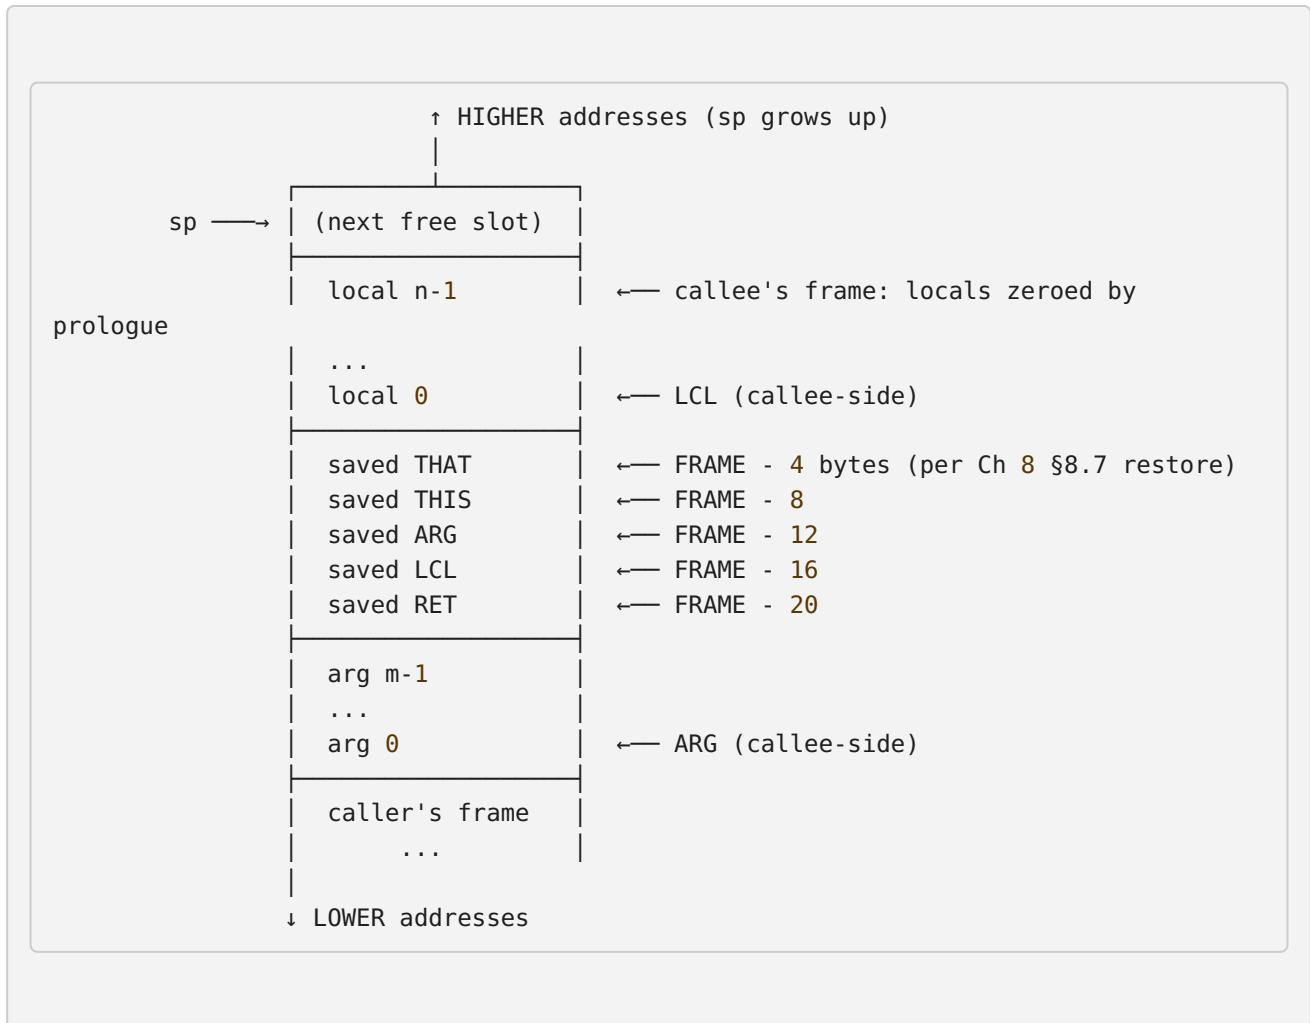 ↑ HIGHER addresses (sp grows up)
sp ───→ (next free slot)
local n-1 ←── callee's frame: locals zeroed by
prologue
...
local 0 ←── LCL (callee-side)
saved THAT ←── FRAME - 4 bytes (per Ch 8 §8.7 restore)
saved THIS ←── FRAME - 8
saved ARG ←── FRAME - 12
saved LCL ←── FRAME - 16
saved RET ←── FRAME - 20
arg m-1
...
arg 0 ←── ARG (callee-side)
caller's frame
...
↓ LOWER addresses